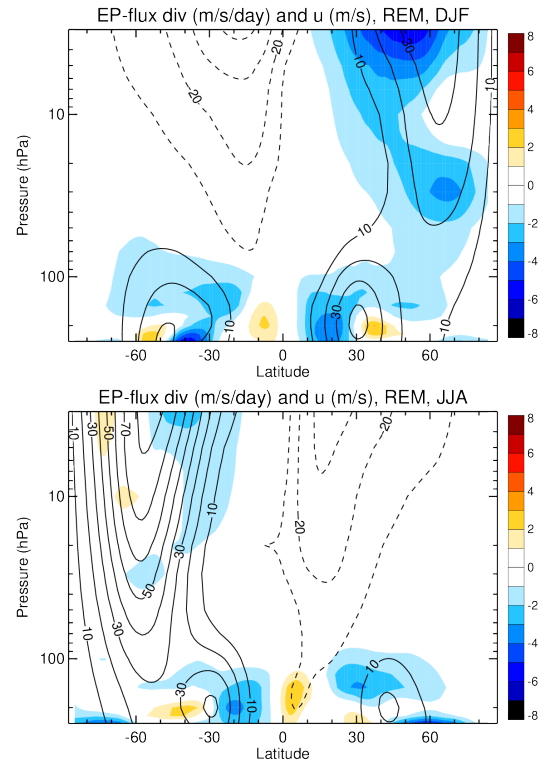 EP-flux div (m/s/day) and u (m/s), REM, DJF
Pressure (hPa)
10
100
-60 -30 0 30 60
Latitude
20 20 10 30 10 10 10 30
8
6
4
2
0
-2
-4
-6
-8
EP-flux div (m/s/day) and u (m/s), REM, JJA
Pressure (hPa)
10
100
-60 -30 0 30 60
Latitude
10 30 50 70 10 20 20 30 50 10 30 30 10 10
8
6
4
2
0
-2
-4
-6
-8